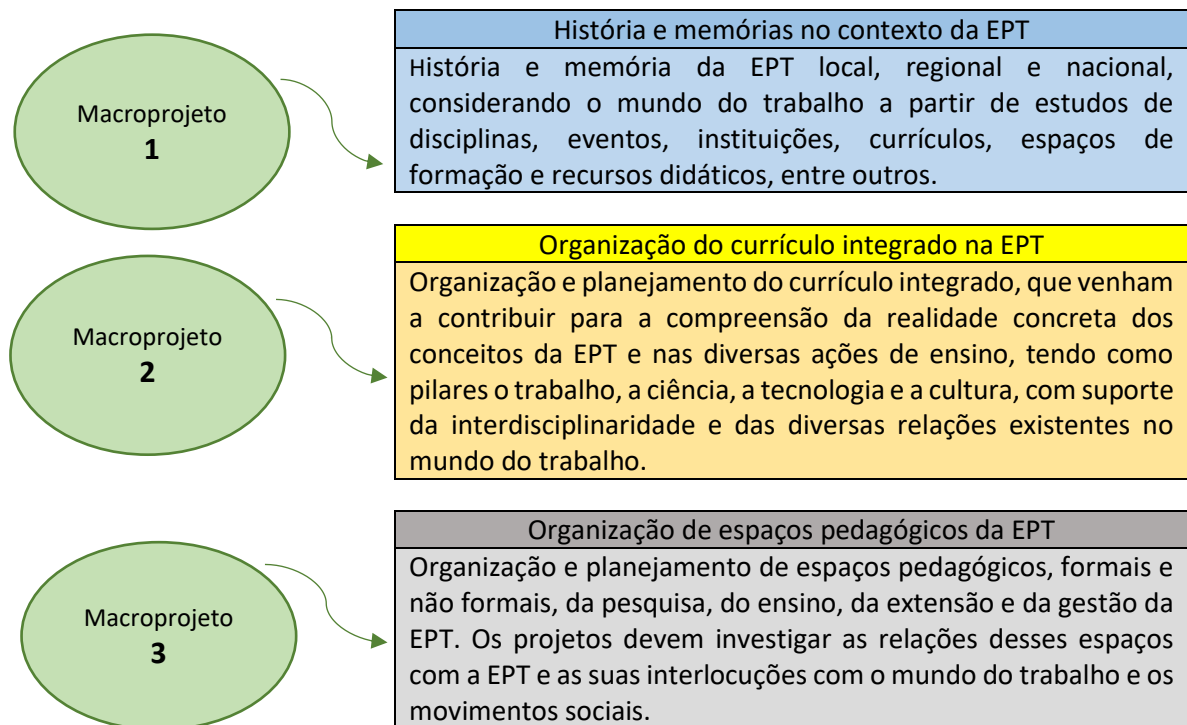 Macroprojeto
1
História e memórias no contexto da EPT
História e memória da EPT local, regional e nacional,
considerando o mundo do trabalho a partir de estudos de
disciplinas, eventos, instituições, currículos, espaços de
formação e recursos didáticos, entre outros.
Macroprojeto
2
Organização do currículo integrado na EPT
Organização e planejamento do currículo integrado, que venham
a contribuir para a compreensão da realidade concreta dos
conceitos da EPT e nas diversas ações de ensino, tendo como
pilares o trabalho, a ciência, a tecnologia e a cultura, com suporte
da interdisciplinaridade e das diversas relações existentes no
mundo do trabalho.
Macroprojeto
3
Organização de espaços pedagógicos da EPT
Organização e planejamento de espaços pedagógicos, formais e
não formais, da pesquisa, do ensino, da extensão e da gestão da
EPT. Os projetos devem investigar as relações desses espaços
com a EPT e as suas interlocuções com o mundo do trabalho e os
movimentos sociais.